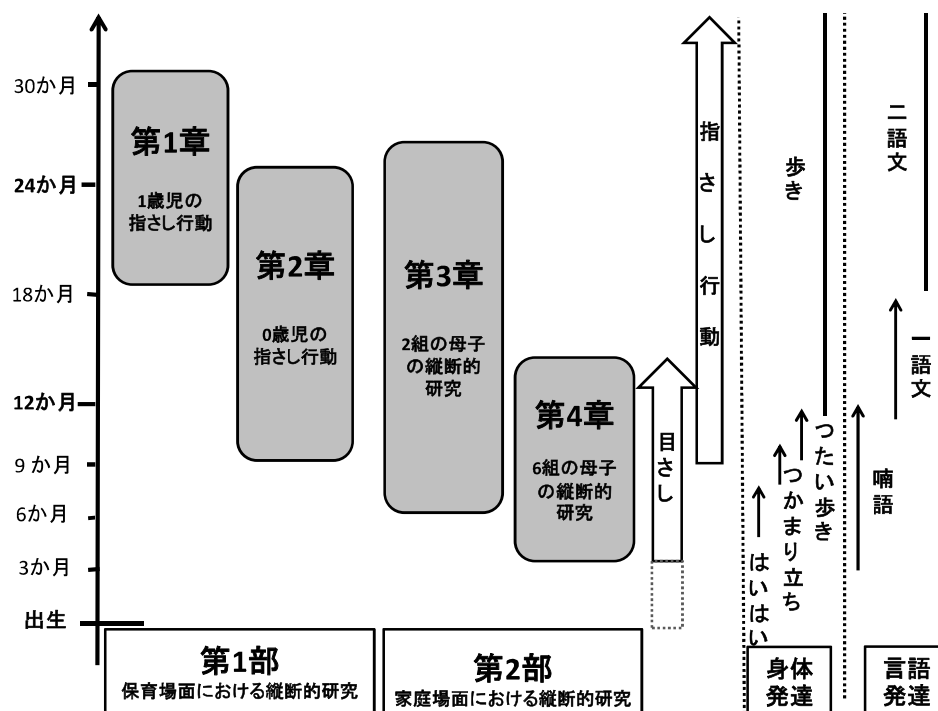 30か月
24か月
18か月
12か月
9か月
6か月
3か月
出生
第1章
1歳児の
指さし行動
第2章
0歳児の
指さし行動
第3章
2組の母子
の縦断的
研究
第4章
6組の母子
の縦断的
研究
目さし
指さし行動
はいはい
つかまり立ち
つたい歩き
歩き
喃語
一語文
二語文
第1部
保育場面における縦断的研究
第2部
家庭場面における縦断的研究
身体
発達
言語
発達